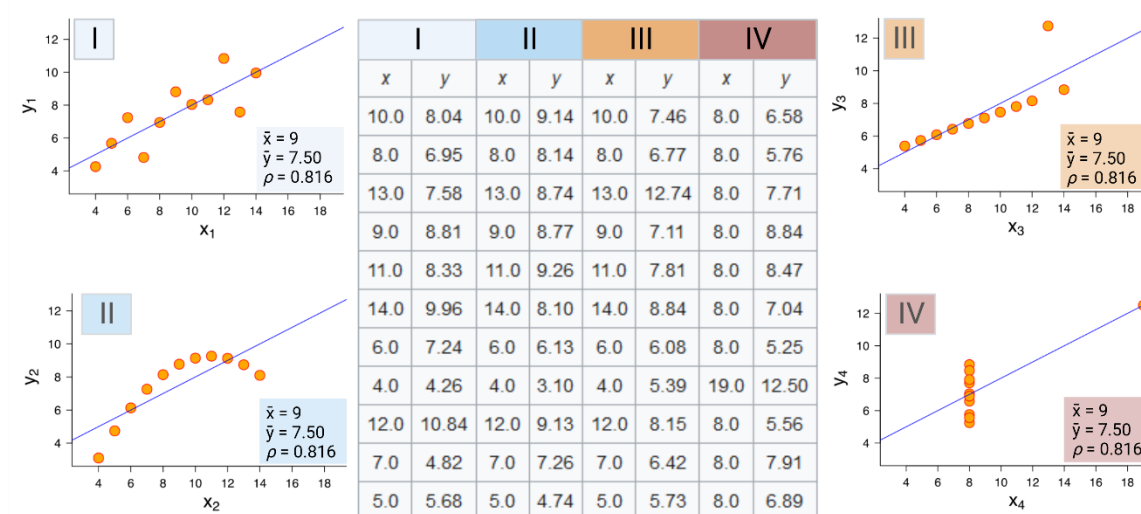 I
12
10
8
6
4
y1
x̄ = 9
ȳ = 7.50
ρ = 0.816
4 6 8 10 12 14 16 18
x1
II
12
10
8
6
4
y2
x̄ = 9
ȳ = 7.50
ρ = 0.816
4 6 8 10 12 14 16 18
x2
I II III IV
x y x y x y x y
10.0 8.04 10.0 9.14 10.0 7.46 8.0 6.58
8.0 6.95 8.0 8.14 8.0 6.77 8.0 5.76
13.0 7.58 13.0 8.74 13.0 12.74 8.0 7.71
9.0 8.81 9.0 8.77 9.0 7.11 8.0 8.84
11.0 8.33 11.0 9.26 11.0 7.81 8.0 8.47
14.0 9.96 14.0 8.10 14.0 8.84 8.0 7.04
6.0 7.24 6.0 6.13 6.0 6.08 8.0 5.25
4.0 4.26 4.0 3.10 4.0 5.39 19.0 12.50
12.0 10.84 12.0 9.13 12.0 8.15 8.0 5.56
7.0 4.82 7.0 7.26 7.0 6.42 8.0 7.91
5.0 5.68 5.0 4.74 5.0 5.73 8.0 6.89
III
12
10
8
6
4
y3
x̄ = 9
ȳ = 7.50
ρ = 0.816
4 6 8 10 12 14 16 18
x3
IV
12
10
8
6
4
y4
x̄ = 9
ȳ = 7.50
ρ = 0.816
4 6 8 10 12 14 16 18
x4